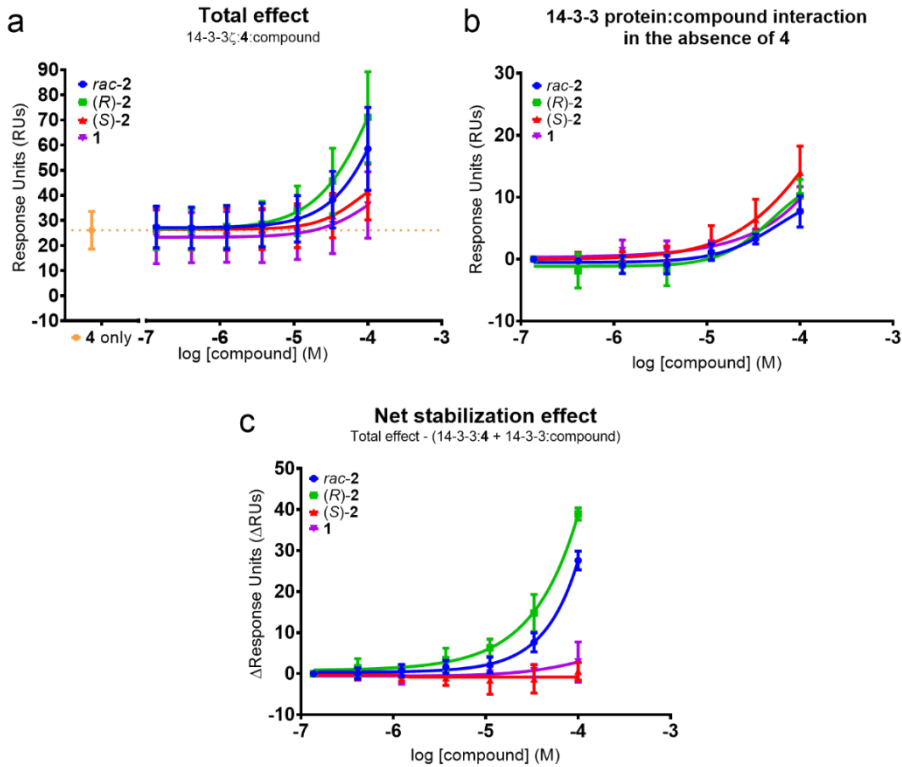 a
Total effect
14-3-3ζ:4:compound
Response Units (RUs)
90
80
70
60
50
40
30
20
10
0
-10
rac-2
(R)-2
(S)-2
1
4 only
-7
-6
-5
-4
-3
log [compound] (M)
b
14-3-3 protein:compound interaction
in the absence of 4
Response Units (RUs)
30
20
10
0
-10
rac-2
(R)-2
(S)-2
1
-7
-6
-5
-4
-3
log [compound] (M)
c
Net stabilization effect
Total effect - (14-3-3:4 + 14-3-3:compound)
ΔResponse Units (ΔRUs)
50
40
30
20
10
0
-10
rac-2
(R)-2
(S)-2
1
-7
-6
-5
-4
-3
log [compound] (M)